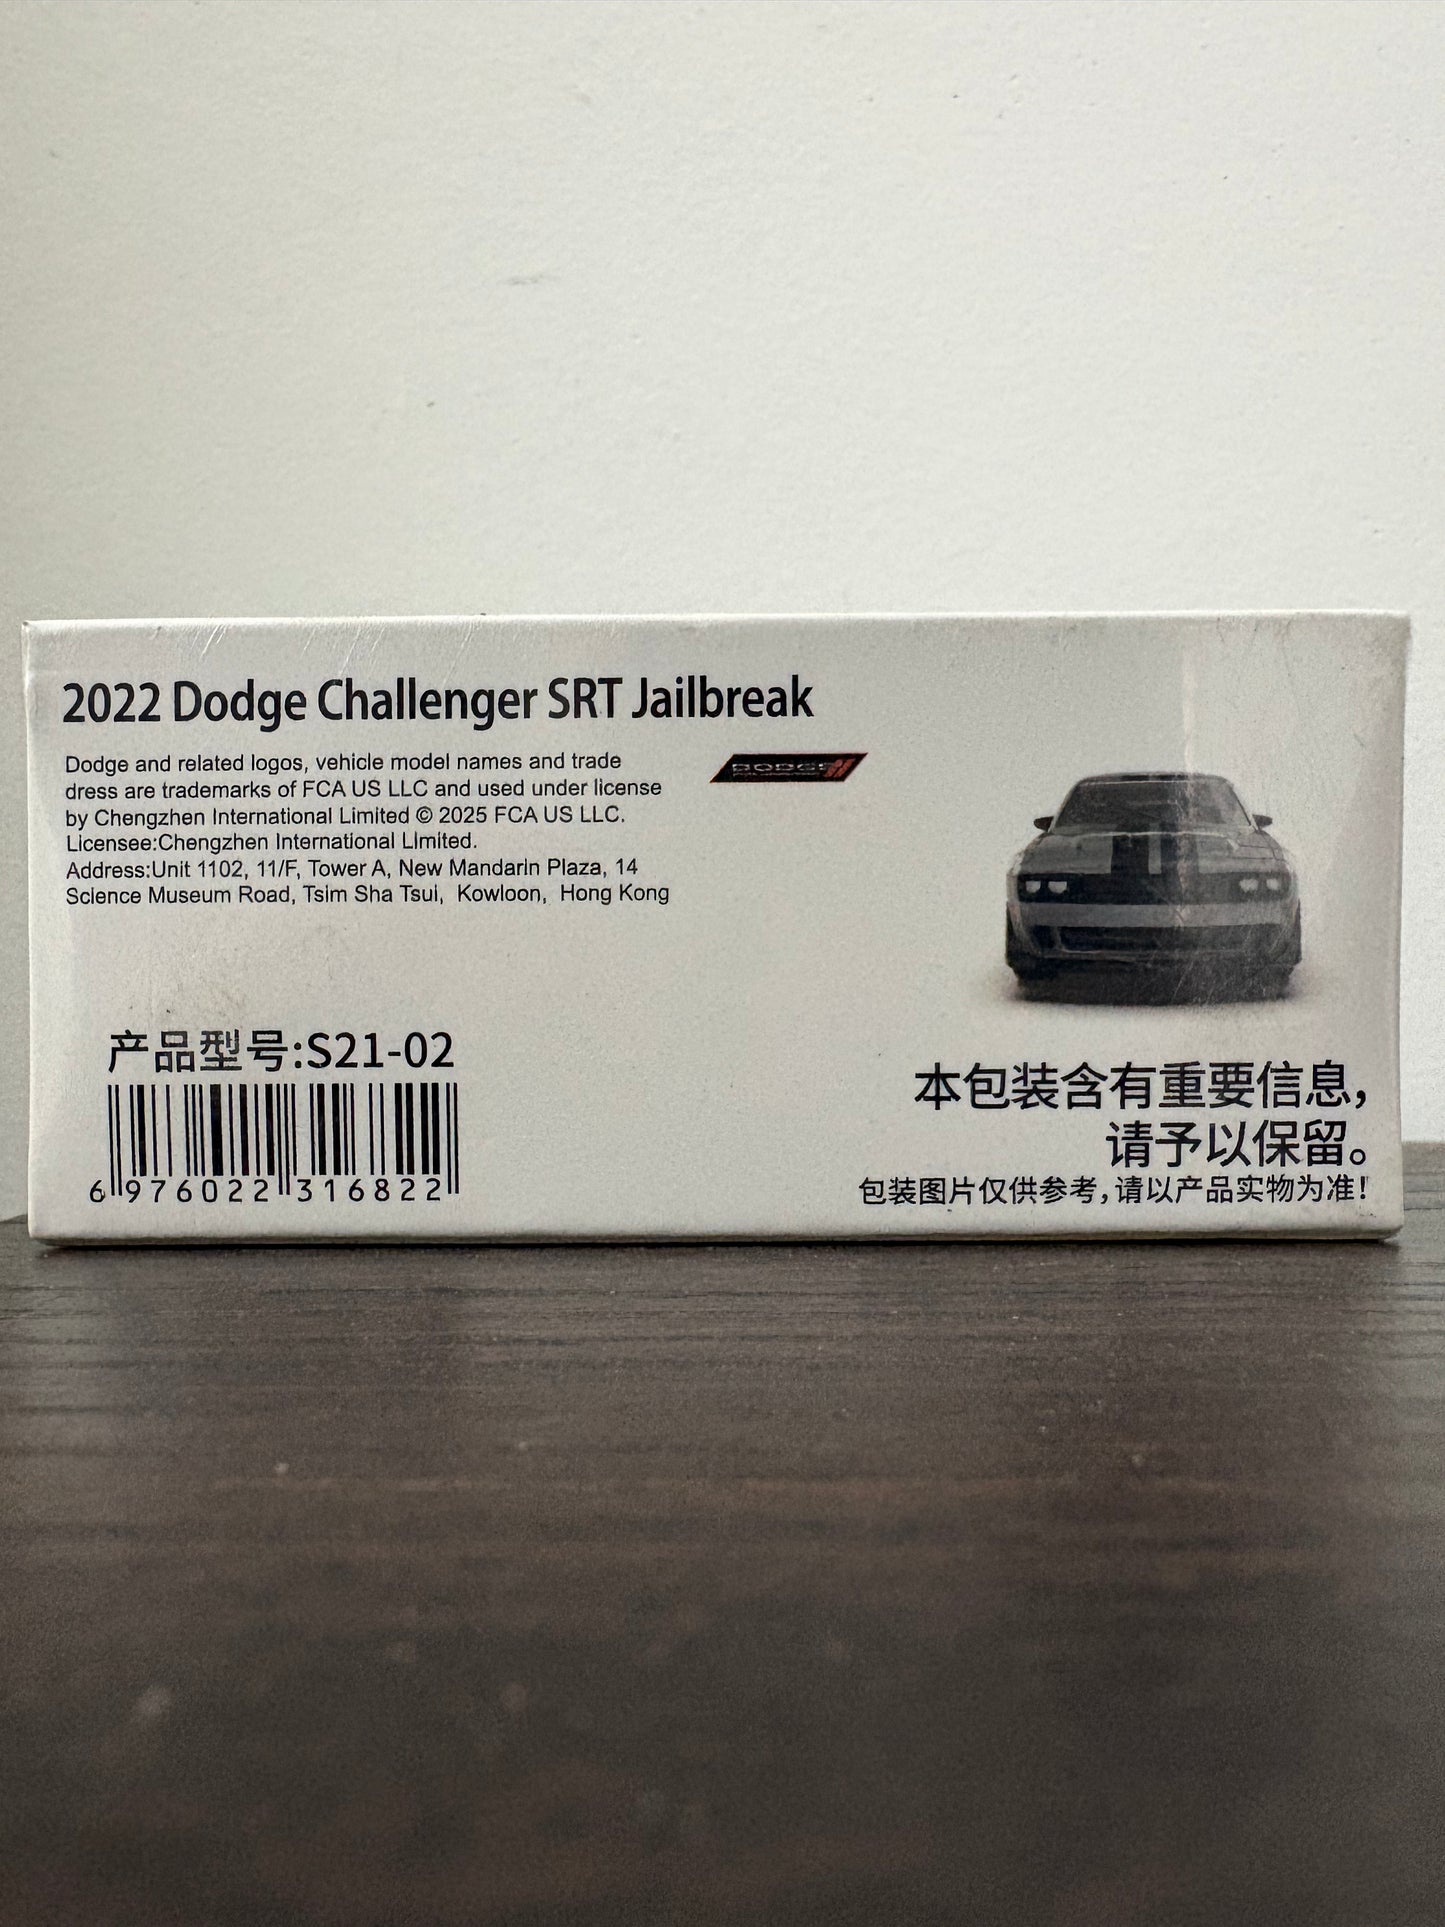 2022 Dodge Challenger SRT Jailbreak
Dodge and related logos, vehicle model names and trade
dress are trademarks of FCA US LLC and used under license
by Chengzhen International Limited © 2025 FCA US LLC.
Licensee:Chengzhen International Limited.
Address:Unit 1102, 11/F, Tower A, New Mandarin Plaza, 14
Science Museum Road, Tsim Sha Tsui, Kowloon, Hong Kong
DODGE
产品型号:S21-02
6 976022 316822
本包装含有重要信息，
请予以保留。
包装图片仅供参考，请以产品实物为准！